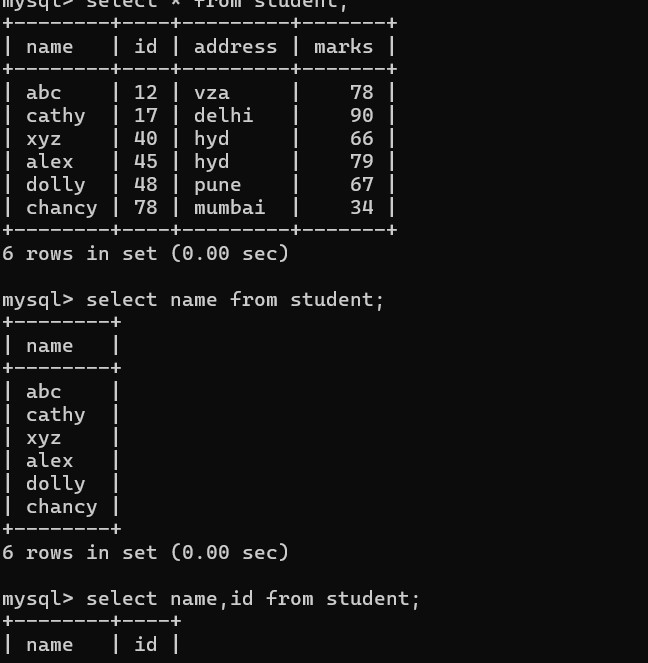 mysql> select * from student;
+--------+----+---------+-------+
| name   | id | address | marks |
+--------+----+---------+-------+
| abc    | 12 | vza     |    78 |
| cathy  | 17 | delhi   |    90 |
| xyz    | 40 | hyd     |    66 |
| alex   | 45 | hyd     |    79 |
| dolly  | 48 | pune    |    67 |
| chancy | 78 | mumbai  |    34 |
+--------+----+---------+-------+
6 rows in set (0.00 sec)

mysql> select name from student;
+--------+
| name   |
+--------+
| abc    |
| cathy  |
| xyz    |
| alex   |
| dolly  |
| chancy |
+--------+
6 rows in set (0.00 sec)

mysql> select name,id from student;
+--------+----+
| name   | id |